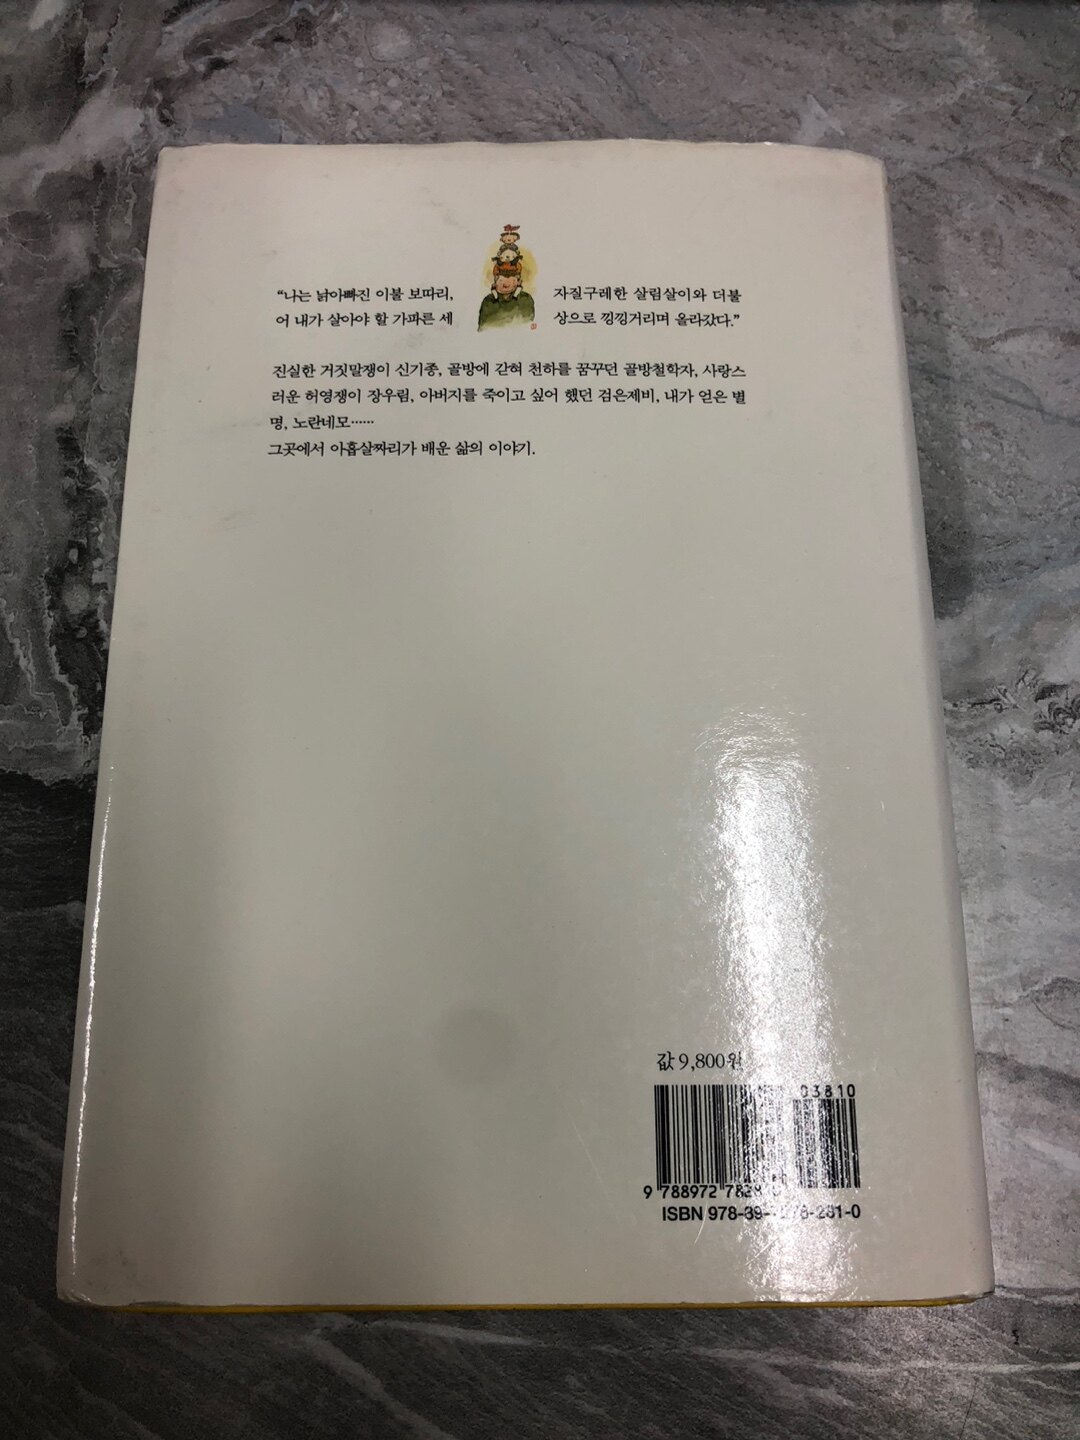 “나는 낡아빠진 이불 보따리, 자질구레한 살림살이와 더불
어 내가 살아야 할 가파른 세상으로 낑낑거리며 올라갔다.”
진실한 거짓말쟁이 신기종, 골방에 갇혀 천하를 꿈꾸던 골방철학자, 사랑스
러운 허영쟁이 장우림, 아버지를 죽이고 싶어 했던 검은제비, 내가 얻은 별
명, 노란네모······
그곳에서 아홉살짜리가 배운 삶의 이야기.
값 9,800원
03810
9 788972
ISBN